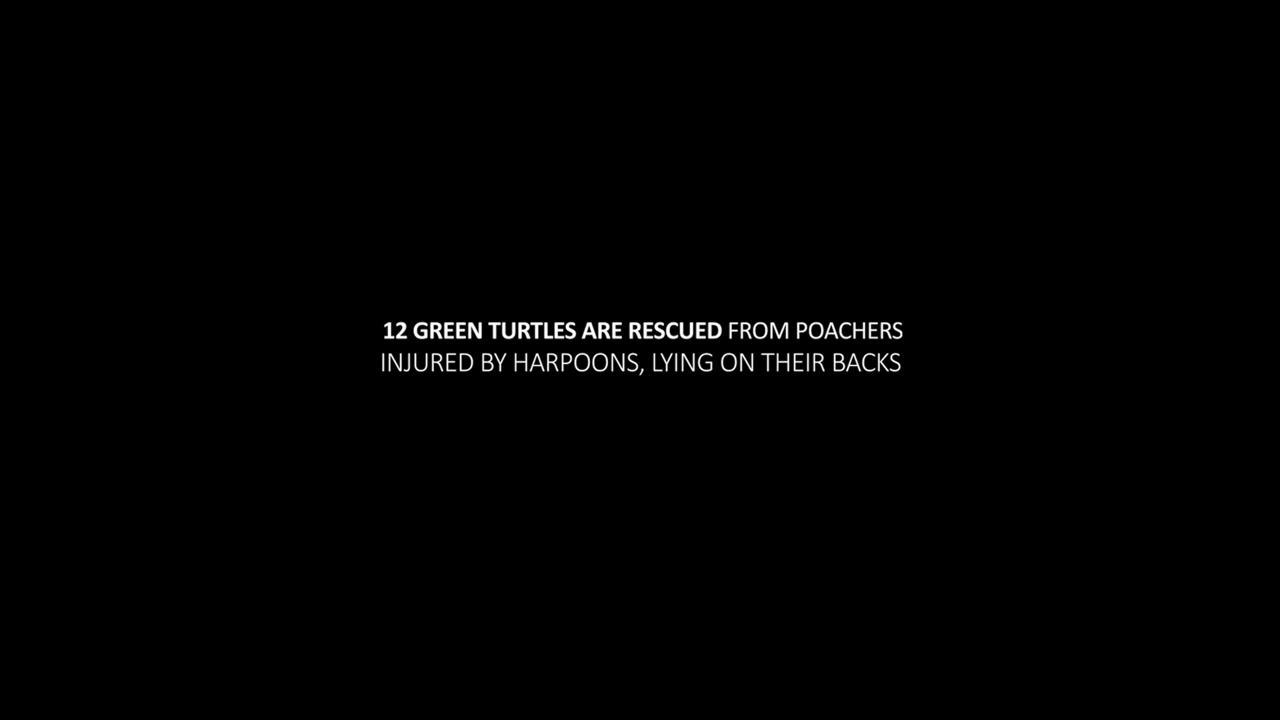 12 GREEN TURTLES ARE RESCUED FROM POACHERS
INJURED BY HARPOONS, LYING ON THEIR BACKS